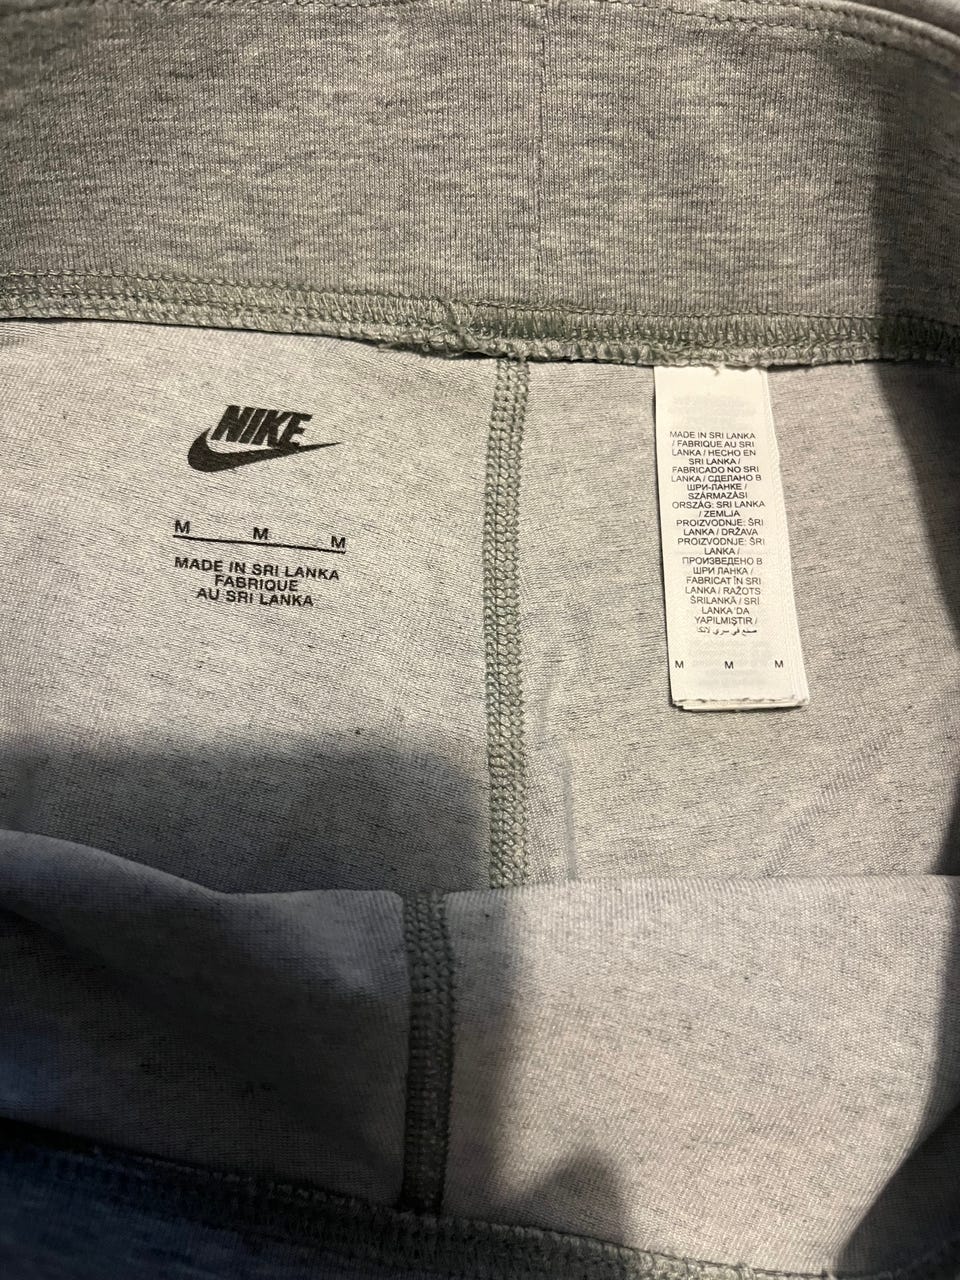 NIKE
M M M
MADE IN SRI LANKA
FABRIQUE
AU SRI LANKA
MADE IN SRI LANKA
/ FABRIQUE AU SRI
LANKA / HECHO EN
SRI LANKA /
FABRICADO NO SRI
LANKA / СДЕЛАНО В
ШРИ-ЛАНКЕ /
SZÁRMAZÁSI
ORSZÁG: SRI LANKA
/ ZEMLJA
PROIZVODNJE: ŠRI
LANKA / DRŽAVA
PROIZVODNJE: ŠRI
LANKA /
ПРОИЗВЕДЕНО В
ШРИ ЛАНКА /
FABRICAT ÎN SRI
LANKA / RAŽOTS
ŠRILANKĀ / SRİ
LANKA 'DA
YAPILMIŞTIR /
صنع في سري لانكا
M M M